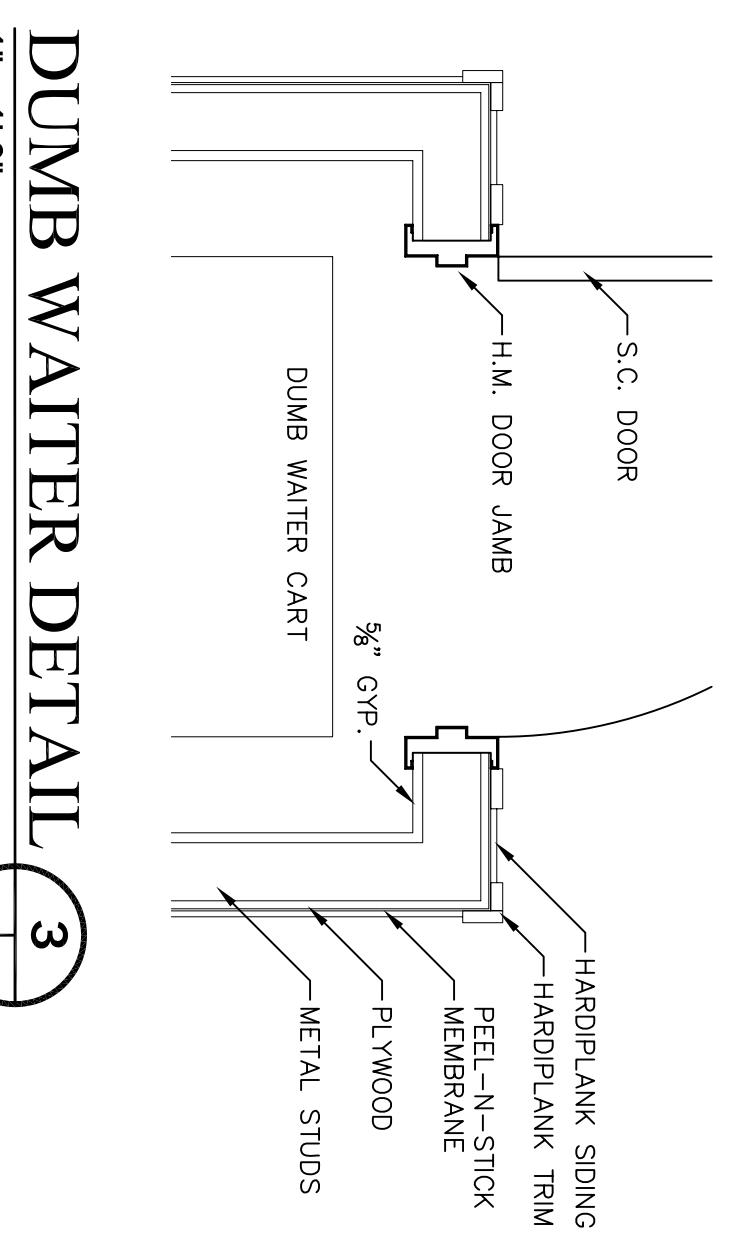 S.C. DOOR
H.M. DOOR JAMB
DUMB WAITER CART
5/8" GYP.
HARDIPLANK SIDING
HARDIPLANK TRIM
PEEL-N-STICK
MEMBRANE
PLYWOOD
METAL STUDS
DUMB WAITER DETAIL
3